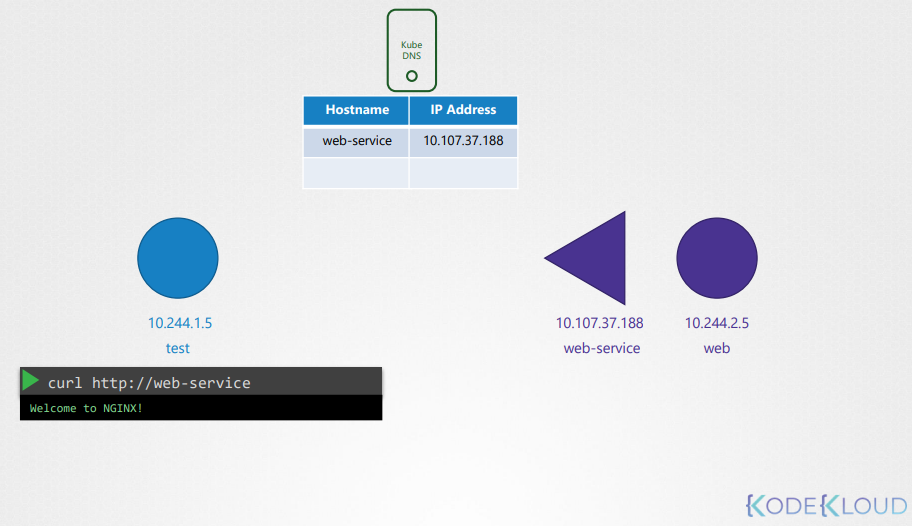 Kube
DNS
Hostname IP Address
web-service 10.107.37.188
10.244.1.5
test
10.107.37.188
web-service
10.244.2.5
web
curl http://web-service
Welcome to NGINX!
KODEKLOUD